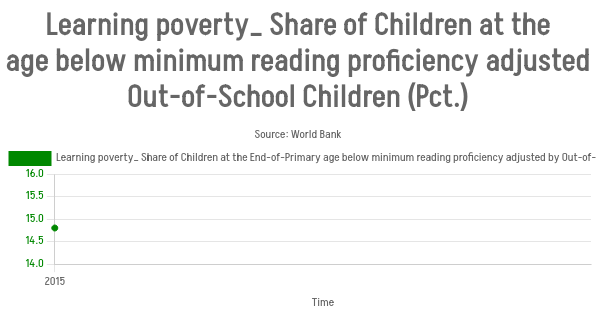 Learning poverty_ Share of Children at the
age below minimum reading proficiency adjusted
Out-of-School Children (Pct.)
Source: World Bank
Learning poverty_ Share of Children at the End-of-Primary age below minimum reading proficiency adjusted by Out-of-
16.0
15.5
15.0
14.5
14.0
2015
Time